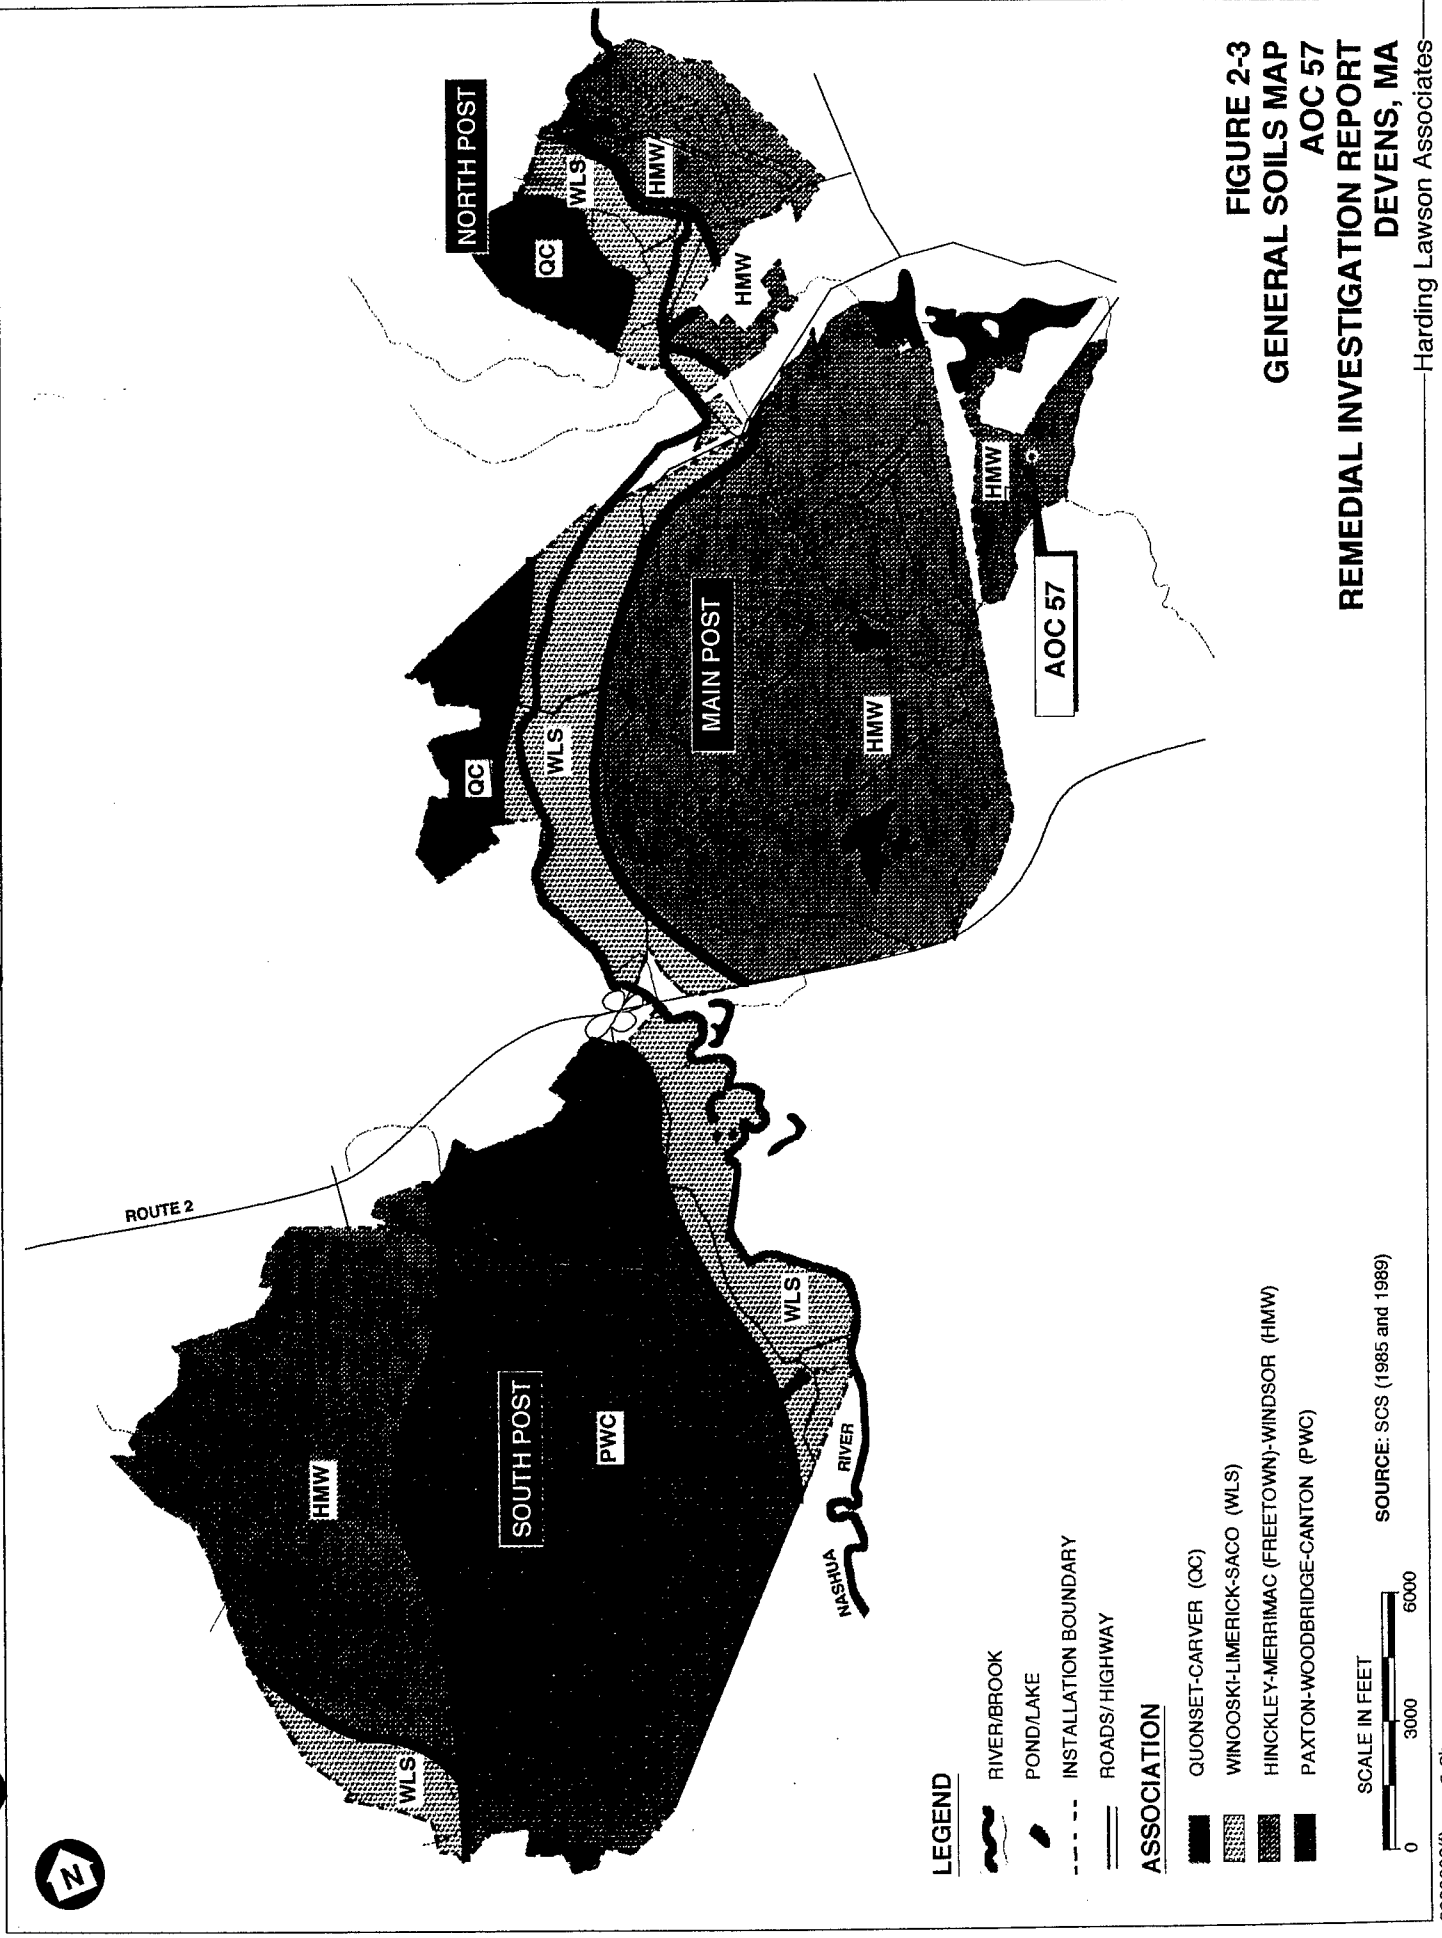 NORTH POST
WLS
HMW
QC
HMW
WLS
QC
MAIN POST
HMW
HMW
AOC 57
ROUTE 2
HMW
SOUTH POST
PWC
WLS
WLS
NASHUA
RIVER
N
LEGEND
RIVER/BROOK
POND/LAKE
INSTALLATION BOUNDARY
ROADS/HIGHWAY
ASSOCIATION
QUONSET-CARVER (QC)
WINOOSKI-LIMERICK-SACO (WLS)
HINCKLEY-MERRIMAC (FREETOWN)-WINDSOR (HMW)
PAXTON-WOODBRIDGE-CANTON (PWC)
SCALE IN FEET
0 3000 6000
SOURCE: SCS (1985 and 1989)
FIGURE 2-3
GENERAL SOILS MAP
AOC 57
REMEDIAL INVESTIGATION REPORT
DEVENS, MA
Harding Lawson Associates